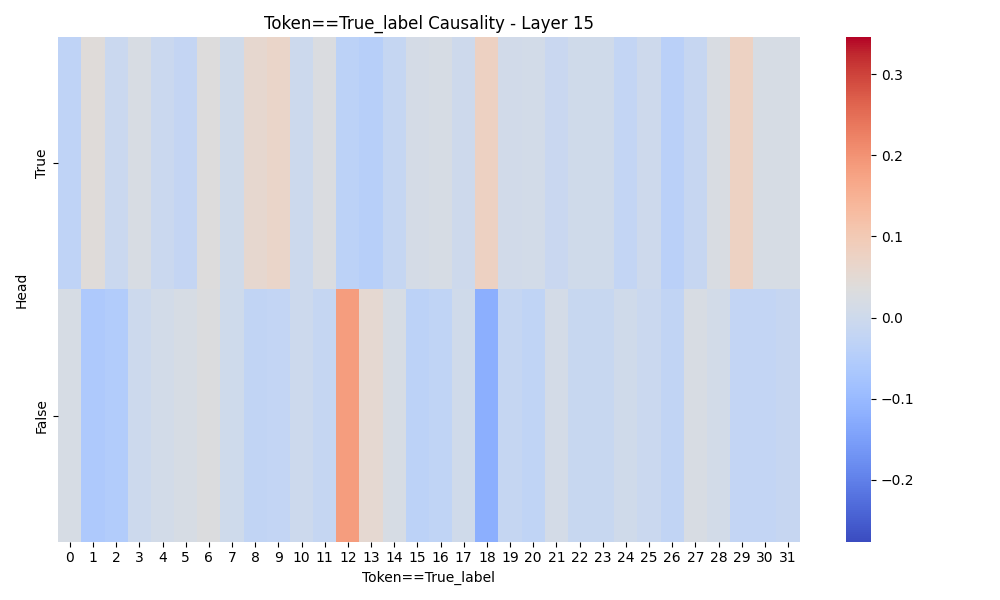 Token==True_label Causality - Layer 15
Head
True
False
0 1 2 3 4 5 6 7 8 9 10 11 12 13 14 15 16 17 18 19 20 21 22 23 24 25 26 27 28 29 30 31
Token==True_label
0.3
0.2
0.1
0.0
−0.1
−0.2